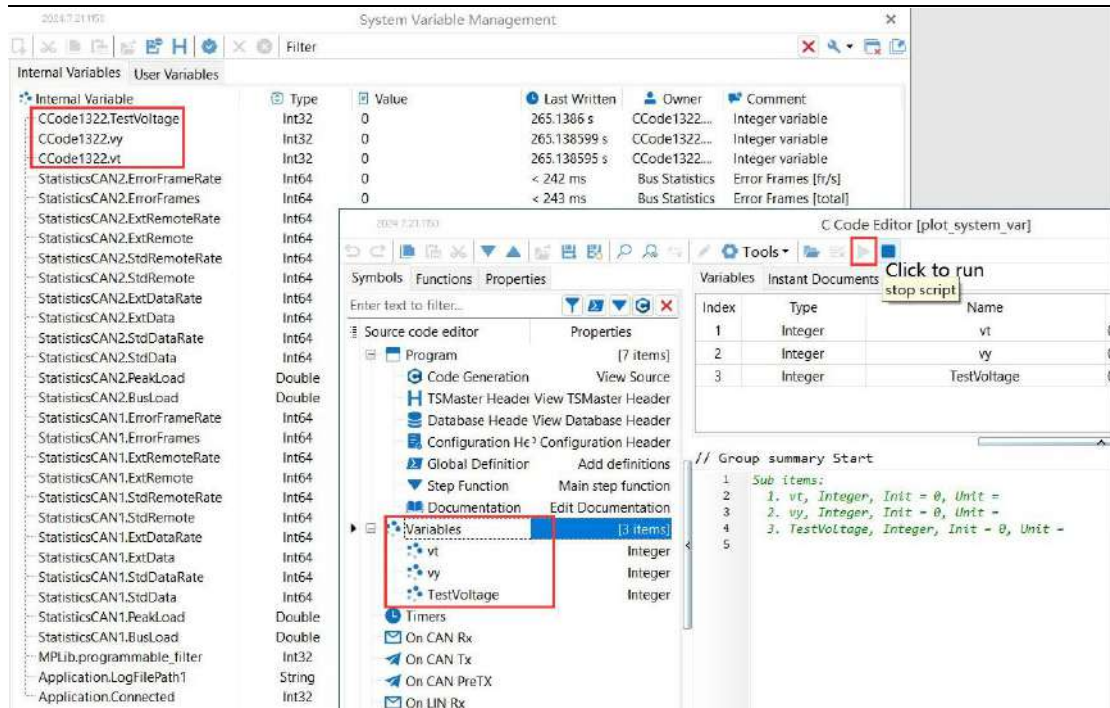 2024.7.21.1150
System Variable Management
Filter
Internal Variables User Variables
Internal Variable Type Value Last Written Owner Comment
CCode1322.TestVoltage Int32 0 265.1386 s CCode1322.... Integer variable
CCode1322.vy Int32 0 265.138599 s CCode1322.... Integer variable
CCode1322.vt Int32 0 265.138595 s CCode1322.... Integer variable
StatisticsCAN2.ErrorFrameRate Int64 0 < 242 ms Bus Statistics Error Frames [fr/s]
StatisticsCAN2.ErrorFrames Int64 0 < 243 ms Bus Statistics Error Frames [total]
StatisticsCAN2.ExtRemoteRate Int64
StatisticsCAN2.ExtRemote Int64
StatisticsCAN2.StdRemoteRate Int64
StatisticsCAN2.StdRemote Int64
StatisticsCAN2.ExtDataRate Int64
StatisticsCAN2.ExtData Int64
StatisticsCAN2.StdDataRate Int64
StatisticsCAN2.StdData Int64
StatisticsCAN2.PeakLoad Double
StatisticsCAN2.BusLoad Double
StatisticsCAN1.ErrorFrameRate Int64
StatisticsCAN1.ErrorFrames Int64
StatisticsCAN1.ExtRemoteRate Int64
StatisticsCAN1.ExtRemote Int64
StatisticsCAN1.StdRemoteRate Int64
StatisticsCAN1.StdRemote Int64
StatisticsCAN1.ExtDataRate Int64
StatisticsCAN1.ExtData Int64
StatisticsCAN1.StdDataRate Int64
StatisticsCAN1.StdData Int64
StatisticsCAN1.PeakLoad Double
StatisticsCAN1.BusLoad Double
MPLib.programmable_filter Int32
Application.LogFilePath1 String
Application.Connected Int32
2024.7.21.1150
C Code Editor [plot_system_var]
Tools
Click to run
stop script
Symbols Functions Properties
Enter text to filter...
Source code editor Properties
Program [7 items]
Code Generation View Source
TSMaster Header View TSMaster Header
Database Heade View Database Header
Configuration He Configuration Header
Global Definition Add definitions
Step Function Main step function
Documentation Edit Documentation
Variables [3 items]
vt Integer
vy Integer
TestVoltage Integer
Timers
On CAN Rx
On CAN Tx
On CAN PreTX
On LIN Rx
Variables Instant Documents
Index Type Name
1 Integer vt
2 Integer vy
3 Integer TestVoltage
// Group summary Start
1 Sub items:
2 1. vt, Integer, Init = 0, Unit =
3 2. vy, Integer, Init = 0, Unit =
4 3. TestVoltage, Integer, Init = 0, Unit =
5